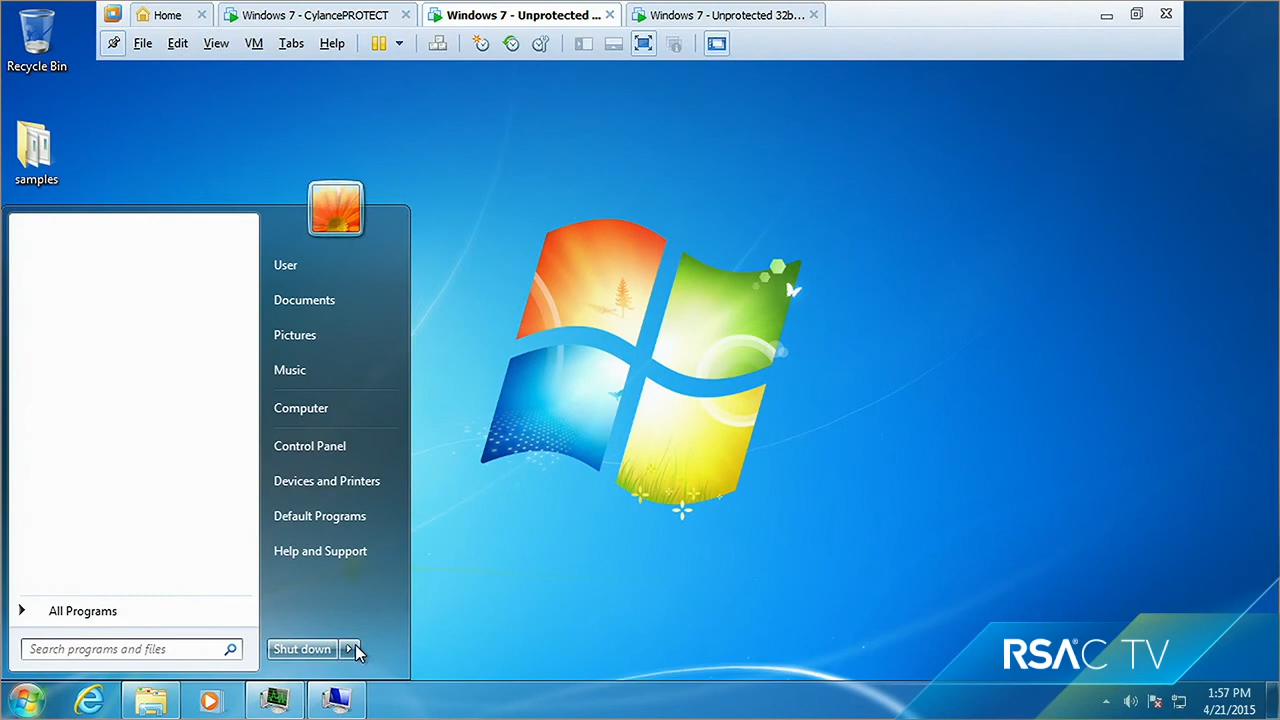 Home
Windows 7 - CylancePROTECT
Windows 7 - Unprotected ...
Windows 7 - Unprotected 32b...
File Edit View VM Tabs Help
Recycle Bin
samples
User
Documents
Pictures
Music
Computer
Control Panel
Devices and Printers
Default Programs
Help and Support
All Programs
Search programs and files
Shut down
RSAC TV
1:57 PM
4/21/2015